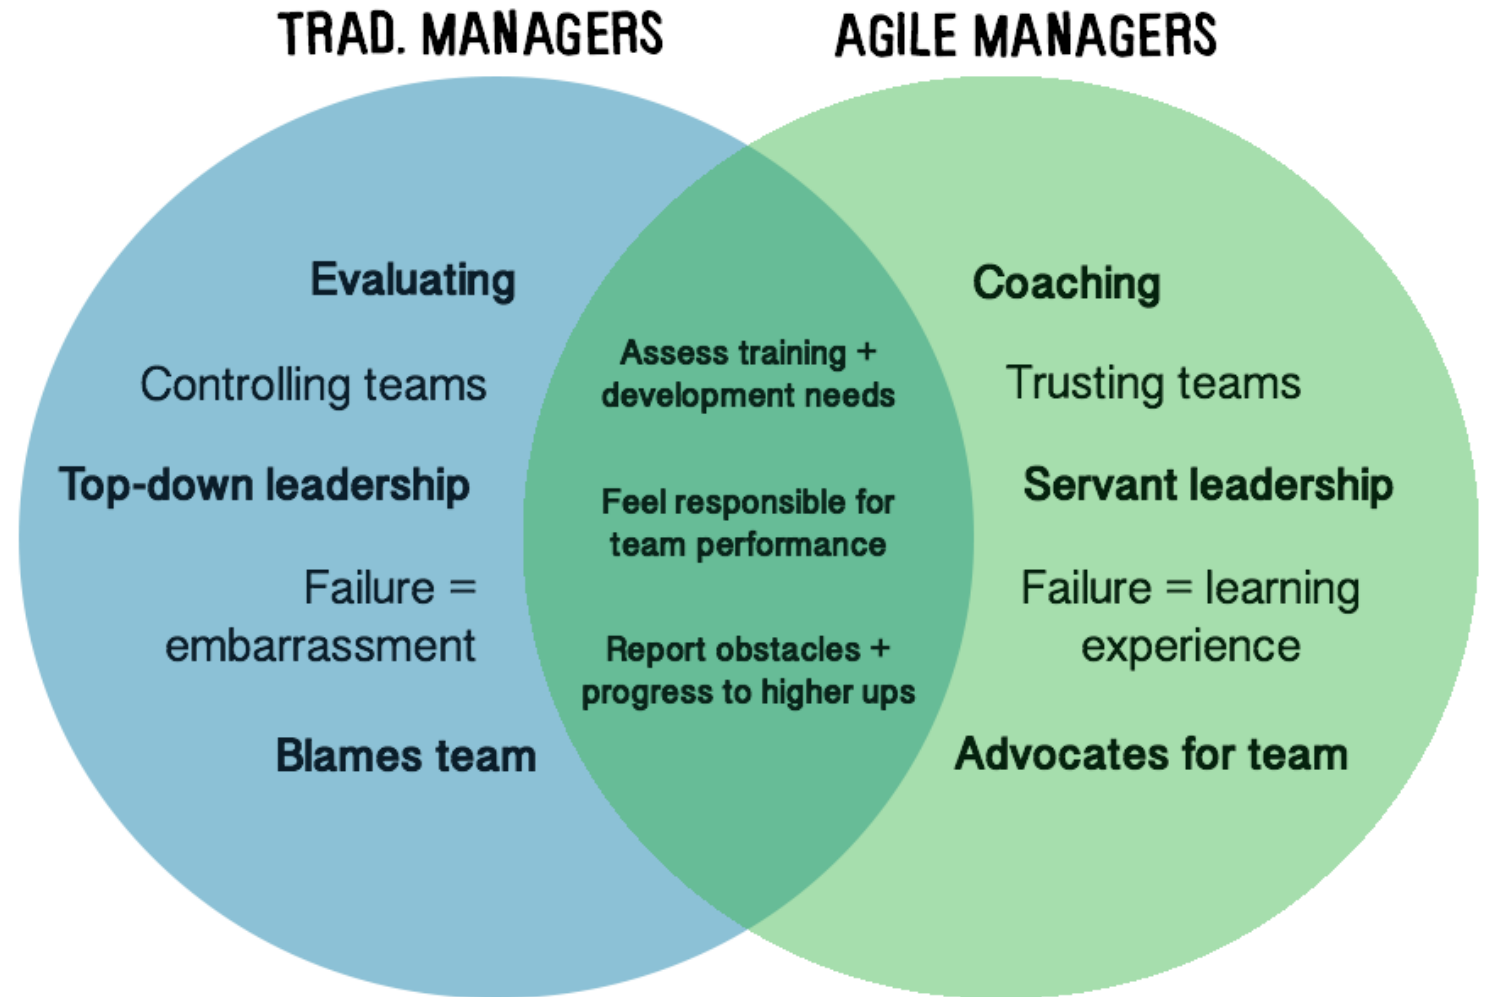 TRAD. MANAGERS
AGILE MANAGERS
Evaluating
Controlling teams
Top-down leadership
Failure =
embarrassment
Blames team
Assess training +
development needs
Feel responsible for
team performance
Report obstacles +
progress to higher ups
Coaching
Trusting teams
Servant leadership
Failure = learning
experience
Advocates for team